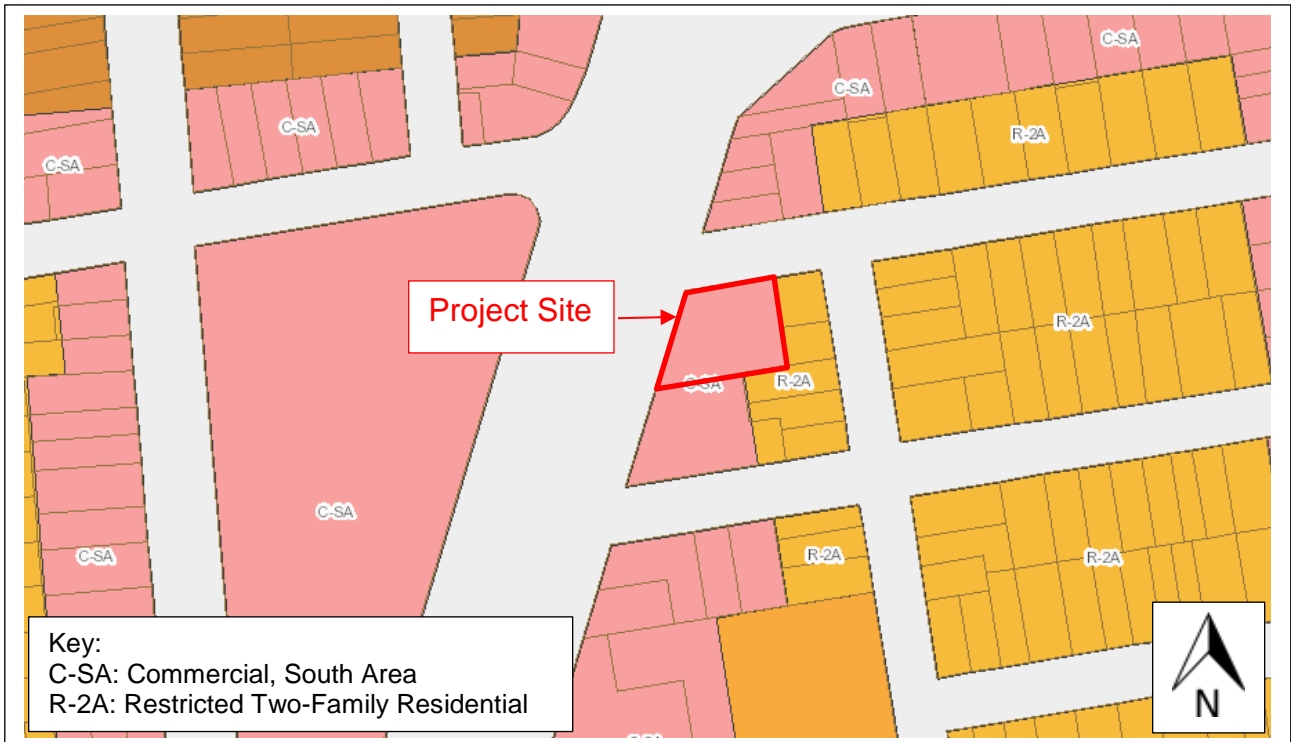 C-SA
C-SA
C-SA
C-SA
R-2A
C-SA
Project Site
R-2A
R-2A
C-SA
C-SA
C-SA
R-2A
R-2A
Key:
C-SA: Commercial, South Area
R-2A: Restricted Two-Family Residential
N